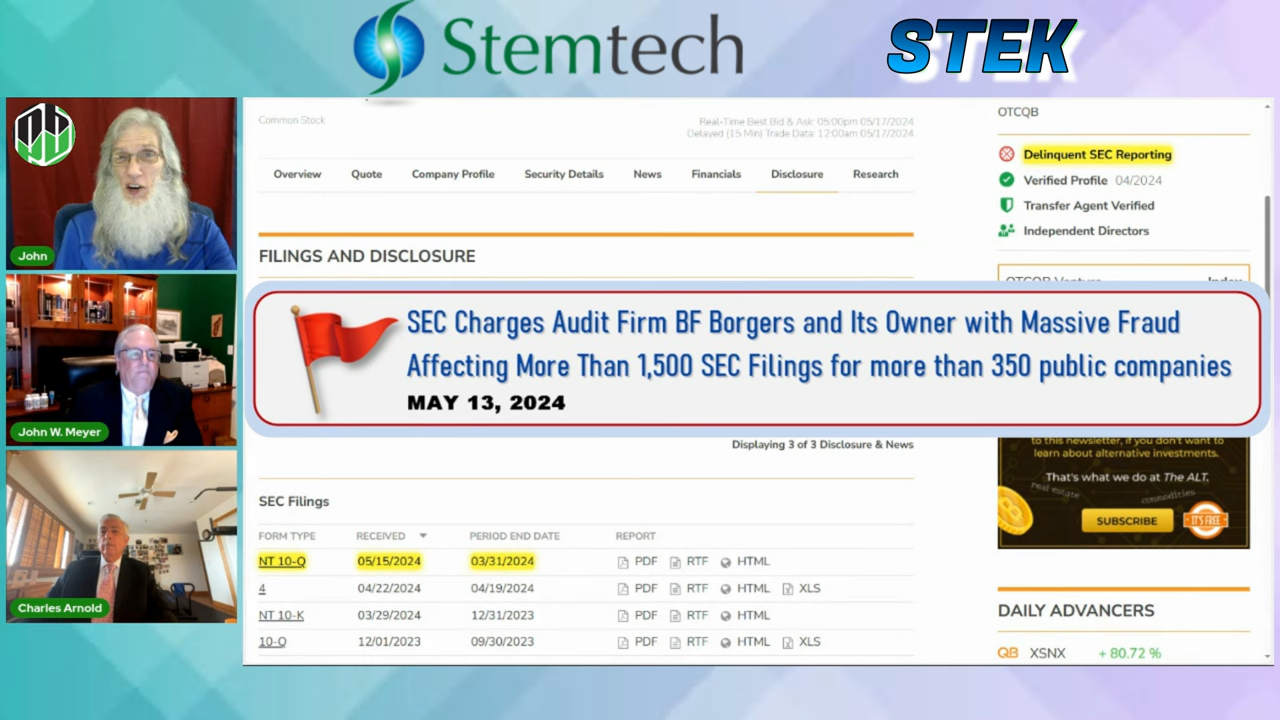 Stemtech
STEK
John
John W. Meyer
Charles Arnold
Common Stock
Real-Time Best Bid & Ask: 05:00pm 05/17/2024
Delayed (15 Min) Trade Data: 12:00am 05/17/2024
Overview Quote Company Profile Security Details News Financials Disclosure Research
FILINGS AND DISCLOSURE
SEC Charges Audit Firm BF Borgers and Its Owner with Massive Fraud
Affecting More Than 1,500 SEC Filings for more than 350 public companies
MAY 13, 2024
Displaying 3 of 3 Disclosure & News
SEC Filings
FORM TYPE RECEIVED PERIOD END DATE REPORT
NT 10-Q 05/15/2024 03/31/2024 PDF RTF HTML
4 04/22/2024 04/19/2024 PDF RTF HTML XLS
NT 10-K 03/29/2024 12/31/2023 PDF RTF HTML
10-Q 12/01/2023 09/30/2023 PDF RTF HTML XLS
OTCQB
Delinquent SEC Reporting
Verified Profile 04/2024
Transfer Agent Verified
Independent Directors
OTCQB Venture Index
to this newsletter, if you don't want to
learn about alternative investments.
That's what we do at The ALT.
real estate commodities
SUBSCRIBE IT'S FREE
DAILY ADVANCERS
QB XSNX + 80.72 %